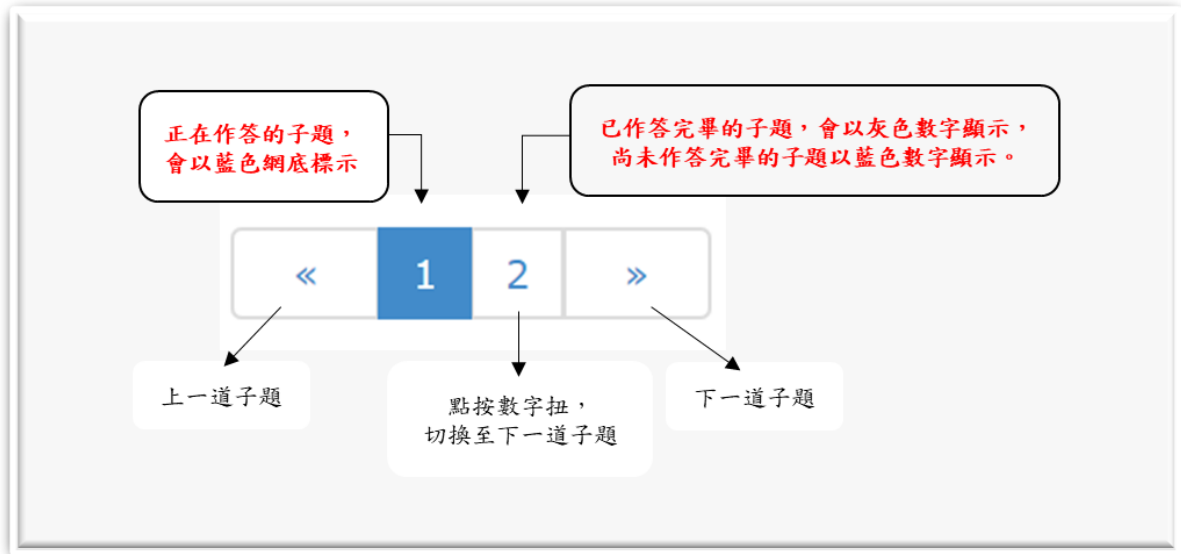 正在作答的子題，
會以藍色網底標示
已作答完畢的子題，會以灰色數字顯示，
尚未作答完畢的子題以藍色數字顯示。
« 1 2 »
上一道子題
點按數字扭，
切換至下一道子題
下一道子題